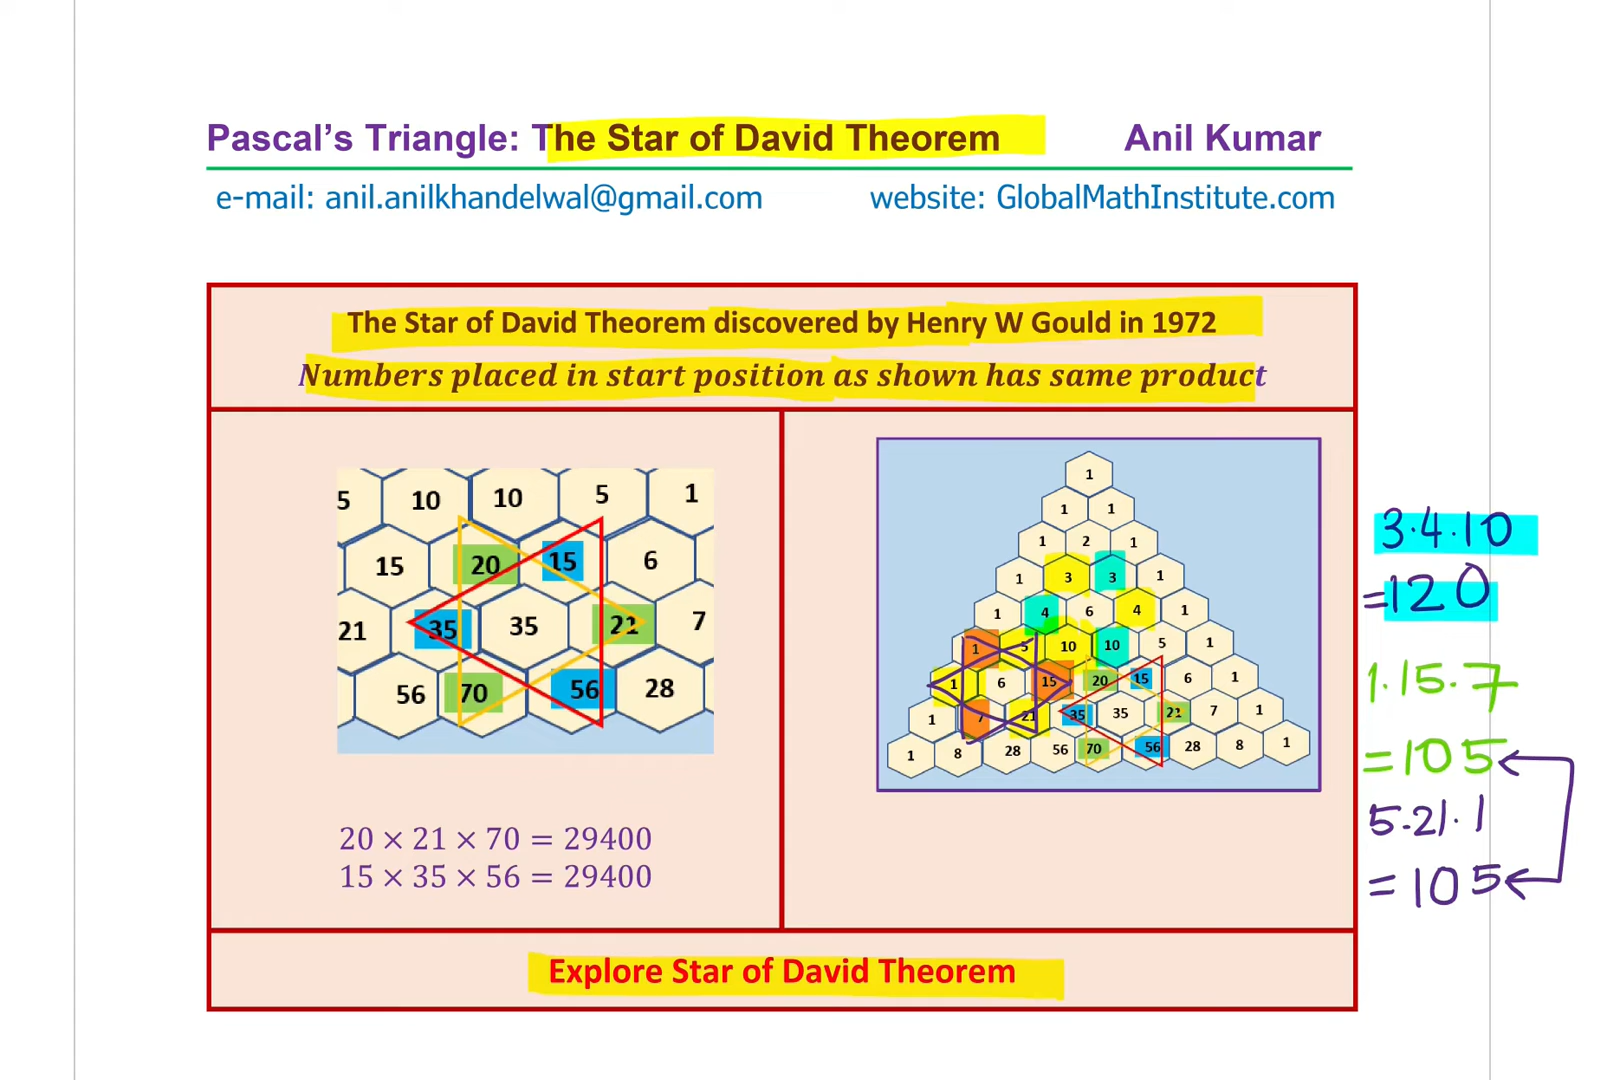 Pascal’s Triangle: The Star of David Theorem Anil Kumar
e-mail: anil.anilkhandelwal@gmail.com website: GlobalMathInstitute.com
The Star of David Theorem discovered by Henry W Gould in 1972
Numbers placed in start position as shown has same product
5 10 10 5 1
15 20 15 6
21 35 35 21 7
56 70 56 28
20 × 21 × 70 = 29400
15 × 35 × 56 = 29400
1
1 1
1 2 1
1 3 3 1
1 4 6 4 1
1 5 10 10 5 1
1 6 15 20 15 6 1
1 7 21 35 35 21 7 1
1 8 28 56 70 56 28 8 1
3·4·10
=120
1·15·7
=105
5·21·1
=105
Explore Star of David Theorem